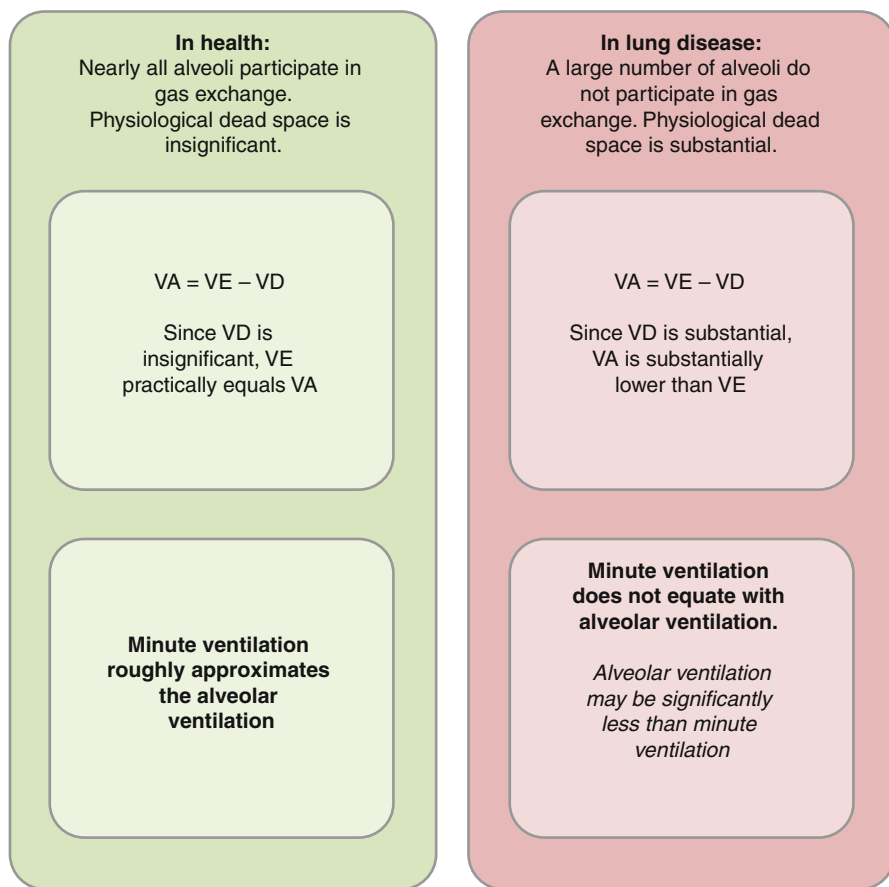 In health:
Nearly all alveoli participate in
gas exchange.
Physiological dead space is
insignificant.
VA = VE – VD
Since VD is
insignificant, VE
practically equals VA
Minute ventilation
roughly approximates
the alveolar
ventilation
In lung disease:
A large number of alveoli do
not participate in gas
exchange. Physiological dead
space is substantial.
VA = VE – VD
Since VD is substantial,
VA is substantially
lower than VE
Minute ventilation
does not equate with
alveolar ventilation.
Alveolar ventilation
may be significantly
less than minute
ventilation